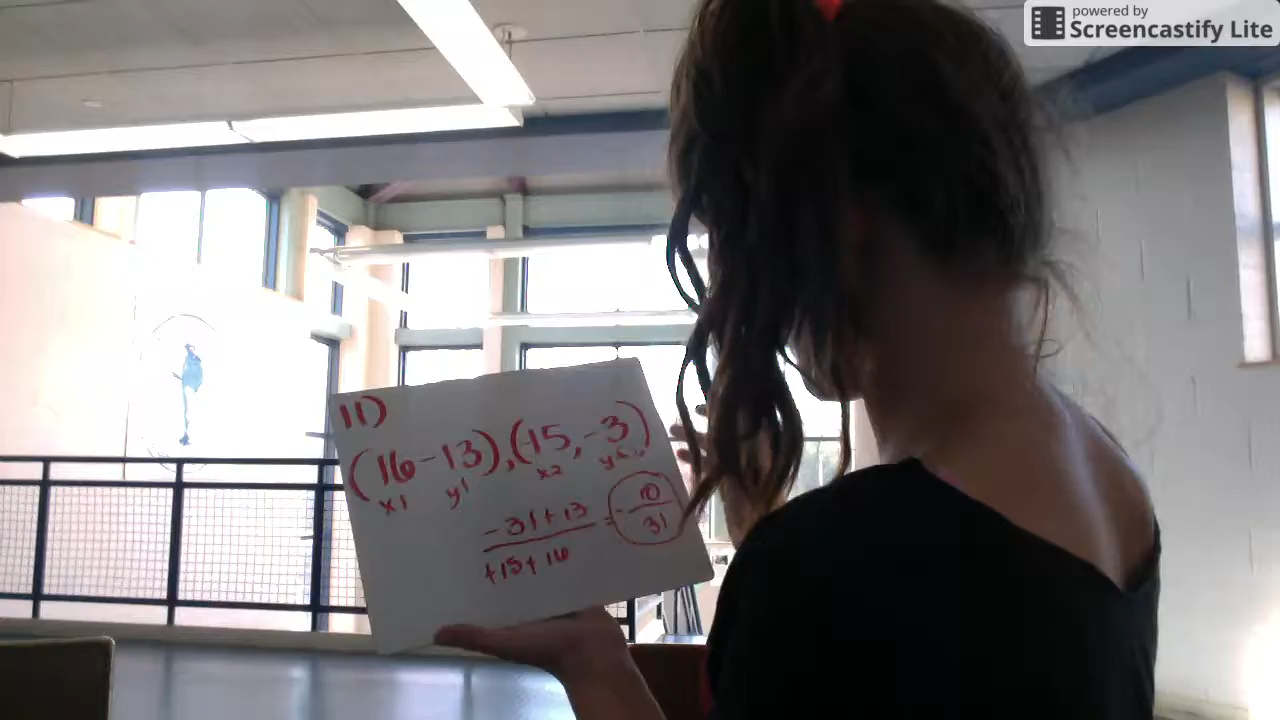 powered by
Screencastify Lite
11)
(16-13),(-15,-3)
x1 y1 x2 y2
-3 + 13 = - 10
+15+16 31